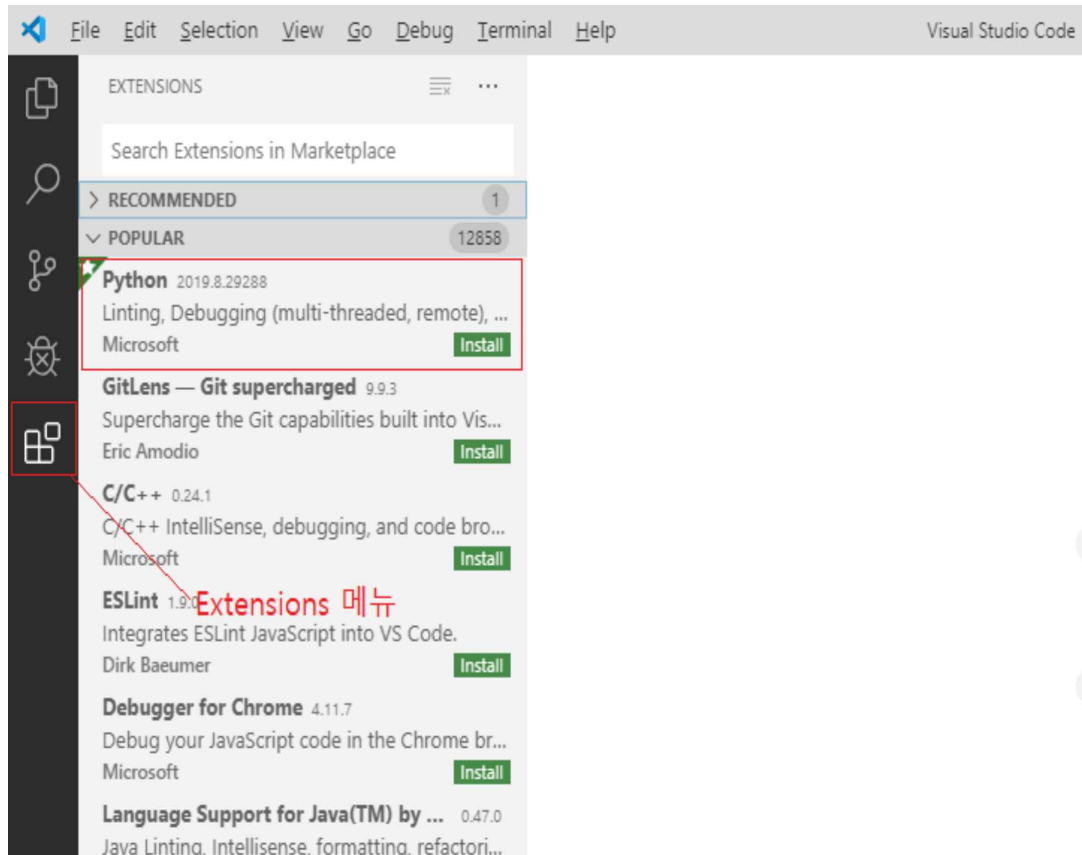 File Edit Selection View Go Debug Terminal Help Visual Studio Code
EXTENSIONS ...
Search Extensions in Marketplace
RECOMMENDED 1
POPULAR 12858
Python 2019.8.29288
Linting, Debugging (multi-threaded, remote), ...
Microsoft Install
GitLens — Git supercharged 9.9.3
Supercharge the Git capabilities built into Vis...
Eric Amodio Install
C/C++ 0.24.1
C/C++ IntelliSense, debugging, and code bro...
Microsoft Install
ESLint 1.9.0
Extensions 메뉴
Integrates ESLint JavaScript into VS Code.
Dirk Baeumer Install
Debugger for Chrome 4.11.7
Debug your JavaScript code in the Chrome br...
Microsoft Install
Language Support for Java(TM) by ... 0.47.0
Java Linting, Intellisense, formatting, refactori...